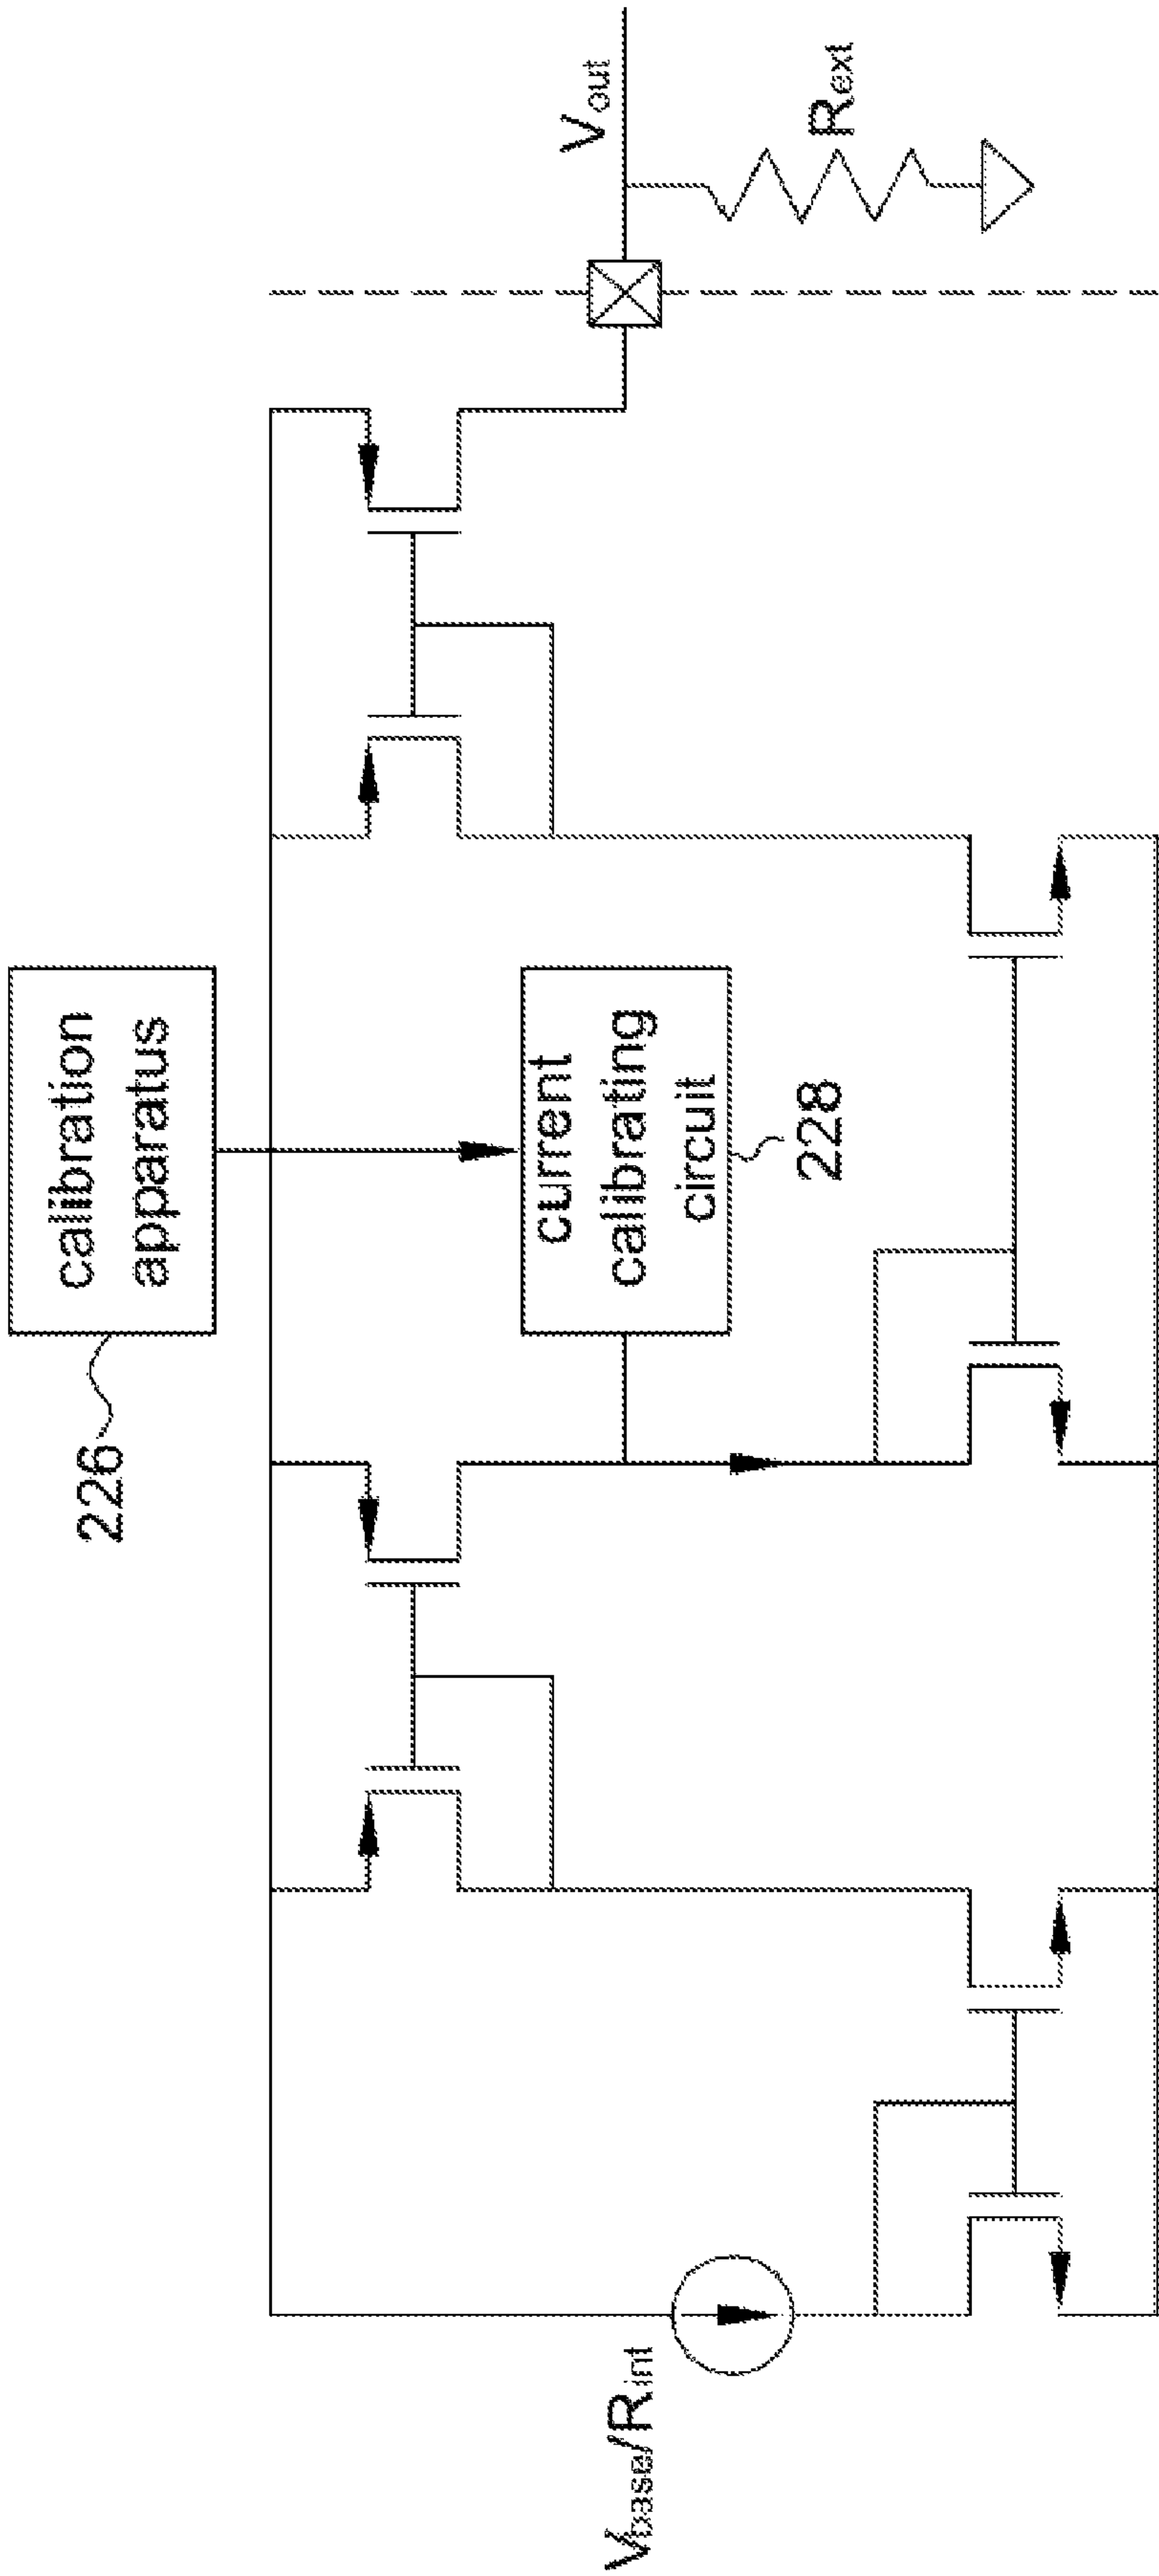 calibration
apparatus
226
current
calibrating
circuit
228
Vbase/Rint
Vout
Rext